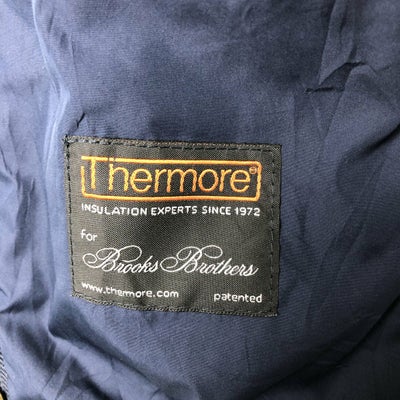 Thermore®
INSULATION EXPERTS SINCE 1972
for
Brooks Brothers
www.thermore.com patented